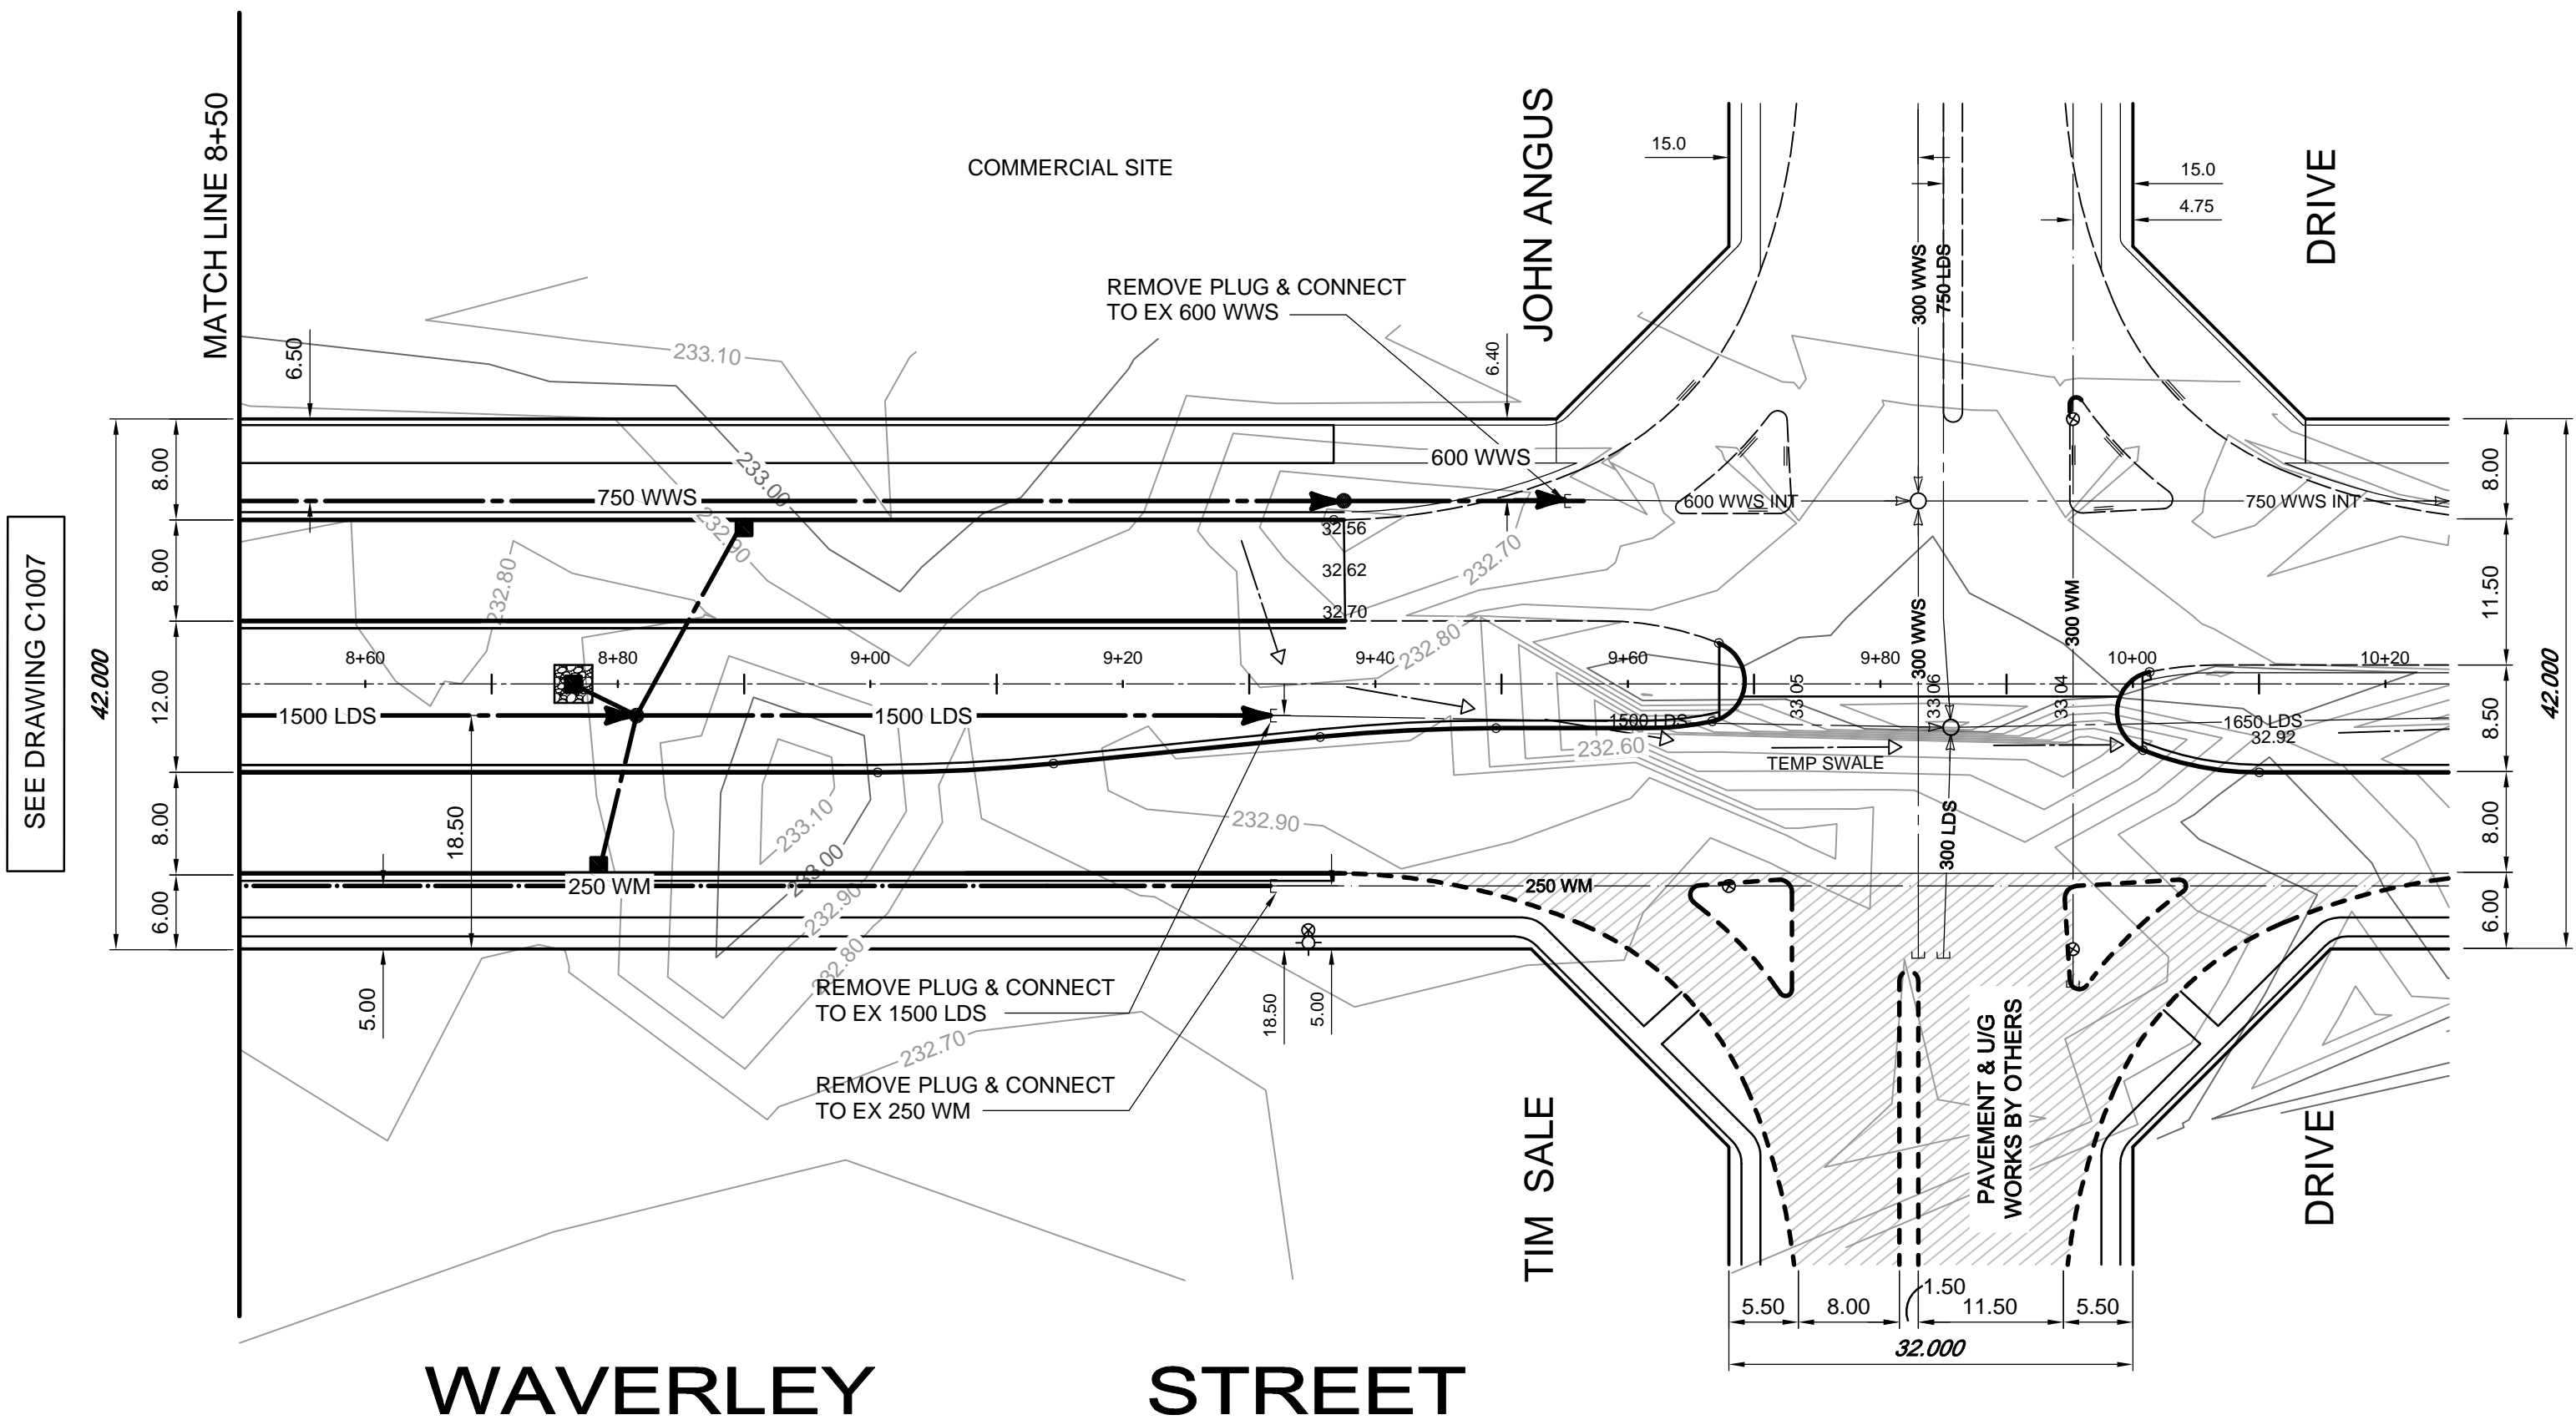 MATCH LINE 8+50
SEE DRAWING C1007
COMMERCIAL SITE
JOHN ANGUS
DRIVE
15.0
15.0
4.75
300 WWS
750 LDS
REMOVE PLUG & CONNECT
TO EX 600 WWS
6.50
6.40
233.10
233.00
232.90
232.80
42.000
8.00
8.00
12.00
8.00
6.00
750 WWS
600 WWS
600 WWS INT
750 WWS INT
32.56
32.62
32.70
232.70
232.80
8+60
8+80
9+00
9+20
9+40
9+60
9+80
10+00
10+20
300 WWS
300 WM
33.05
33.06
33.04
1500 LDS
1500 LDS
1500 LDS
1650 LDS
32.92
232.60
TEMP SWALE
300 LDS
8.00
11.50
8.50
8.00
6.00
42.000
18.50
233.10
233.00
232.90
232.80
232.90
250 WM
250 WM
5.00
18.50
5.00
232.70
REMOVE PLUG & CONNECT
TO EX 1500 LDS
REMOVE PLUG & CONNECT
TO EX 250 WM
TIM SALE
DRIVE
PAVEMENT & U/G
WORKS BY OTHERS
5.50
8.00
1.50
11.50
5.50
32.000
WAVERLEY STREET